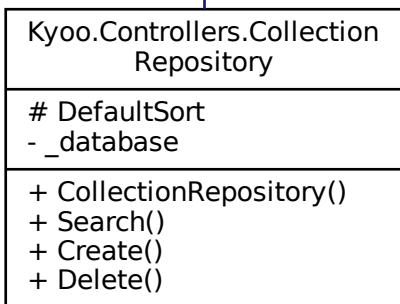 Kyoo.Controllers.Collection
Repository
# DefaultSort
- _database
+ CollectionRepository()
+ Search()
+ Create()
+ Delete()